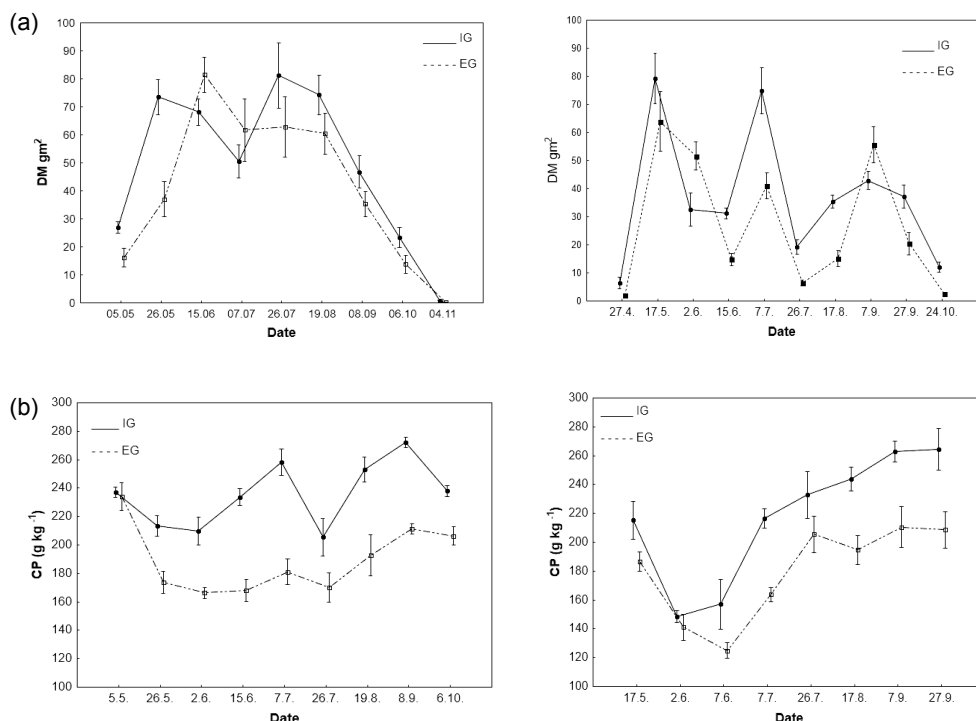 (a)
100
90
80
70
60
50
40
30
20
10
0
DM gm²
IG
EG
05.05 26.05 15.06 07.07 26.07 19.08 08.09 06.10 04.11
Date
100
90
80
70
60
50
40
30
20
10
0
DM gm²
IG
EG
27.4. 17.5. 2.6. 15.6. 7.7. 26.7. 17.8. 7.9. 27.9. 24.10.
Date
(b)
300
280
260
240
220
200
180
160
140
120
100
CP (g kg⁻¹)
IG
EG
5.5. 26.5. 2.6. 15.6. 7.7. 26.7. 19.8. 8.9. 6.10.
Date
300
280
260
240
220
200
180
160
140
120
100
CP (g kg⁻¹)
IG
EG
17.5. 2.6. 7.6. 7.7. 26.7. 17.8. 7.9. 27.9.
Date